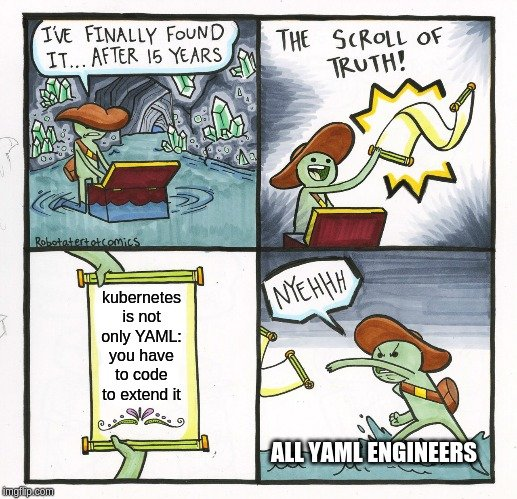 I'VE FINALLY FOUND
IT... AFTER 15 YEARS
THE SCROLL OF
TRUTH!
Robotatertotcomics
kubernetes
is not
only YAML:
you have
to code
to extend it
NYEHHH
ALL YAML ENGINEERS
imgflip.com